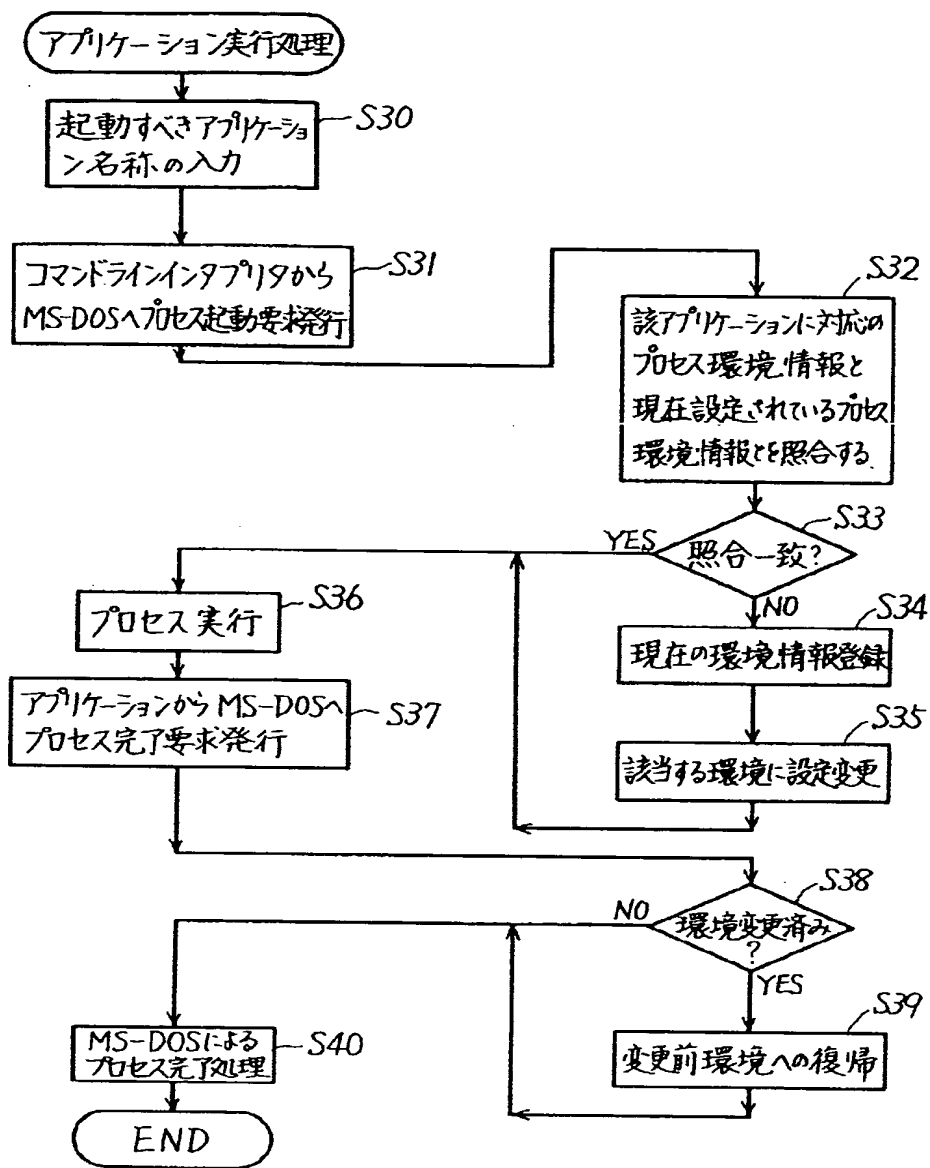 アプリケーション実行処理
S30
起動すべきアプリケーショ
ン名称の入力
S31
コマンドラインインタプリタから
MS-DOSへプロセス起動要求発行
S32
該アプリケーションに対応の
プロセス環境情報と
現在設定されているプロセス
環境情報とを照合する
S33
照合一致?
YES
NO
S34
現在の環境情報登録
S35
該当する環境に設定変更
S36
プロセス実行
アプリケーションからMS-DOSへ
プロセス完了要求発行
S37
S38
環境変更済み
?
NO
YES
S39
変更前環境への復帰
MS-DOSによる
プロセス完了処理
S40
END